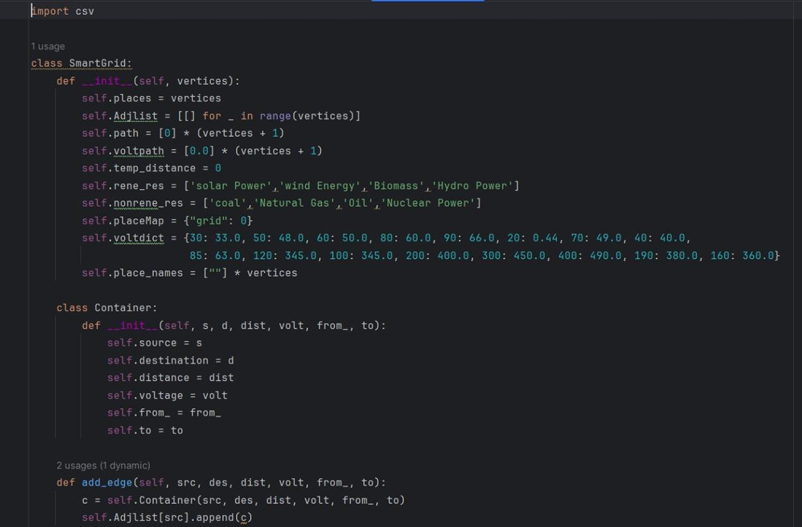 import csv
1 usage
class SmartGrid:
    def __init__(self, vertices):
        self.places = vertices
        self.Adjlist = [[] for _ in range(vertices)]
        self.path = [0] * (vertices + 1)
        self.voltpath = [0.0] * (vertices + 1)
        self.temp_distance = 0
        self.rene_res = ['solar Power','wind Energy','Biomass','Hydro Power']
        self.nonrene_res = ['coal','Natural Gas','Oil','Nuclear Power']
        self.placeMap = {"grid": 0}
        self.voltdict = {30: 33.0, 50: 48.0, 60: 50.0, 80: 60.0, 90: 66.0, 20: 0.44, 70: 49.0, 40: 40.0,
                         85: 63.0, 120: 345.0, 100: 345.0, 200: 400.0, 300: 450.0, 400: 490.0, 190: 380.0, 160: 360.0}
        self.place_names = [""] * vertices
    class Container:
        def __init__(self, s, d, dist, volt, from_, to):
            self.source = s
            self.destination = d
            self.distance = dist
            self.voltage = volt
            self.from_ = from_
            self.to = to
    2 usages (1 dynamic)
    def add_edge(self, src, des, dist, volt, from_, to):
        c = self.Container(src, des, dist, volt, from_, to)
        self.Adjlist[src].append(c)